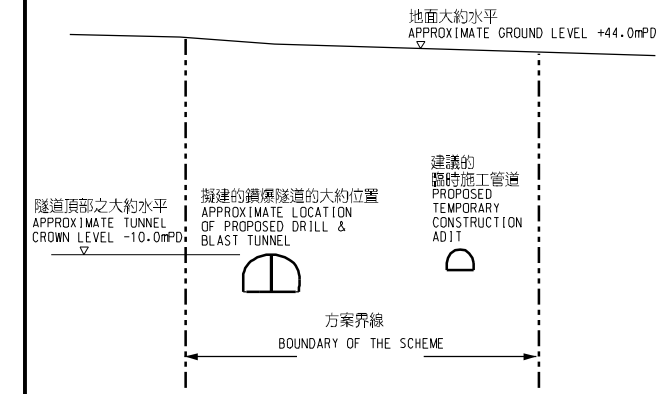 地面大約水平
APPROXIMATE GROUND LEVEL +44.0mPD
建議的
臨時施工管道
PROPOSED
TEMPORARY
CONSTRUCTION
ADIT
擬建的鑽爆隧道的大約位置
APPROXIMATE LOCATION
OF PROPOSED DRILL &
BLAST TUNNEL
隧道頂部之大約水平
APPROXIMATE TUNNEL
CROWN LEVEL -10.0mPD
方案界線
BOUNDARY OF THE SCHEME